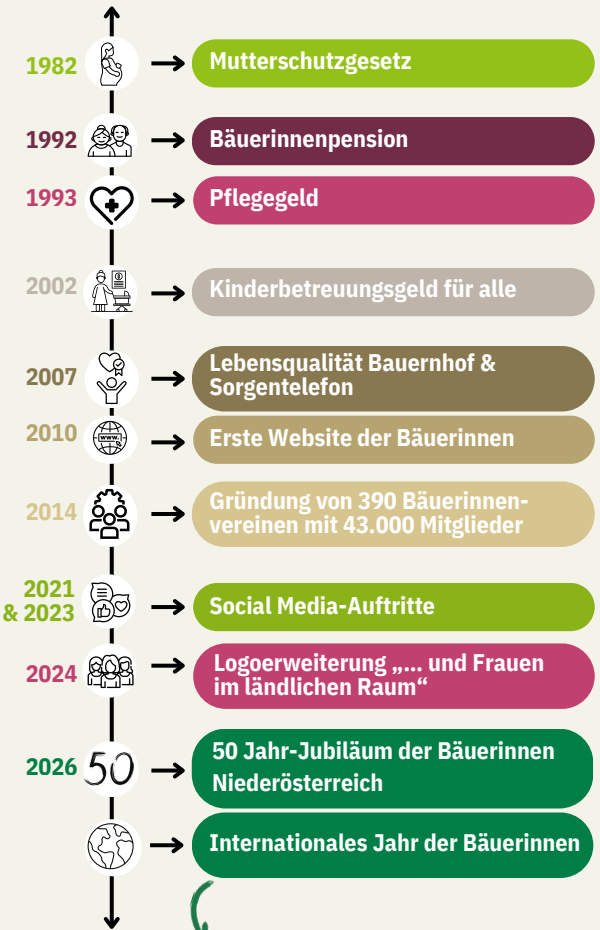 1982
Mutterschutzgesetz
1992
Bäuerinnenpension
1993
Pflegegeld
2002
Kinderbetreuungsgeld für alle
2007
Lebensqualität Bauernhof &
Sorgentelefon
2010
www.
Erste Website der Bäuerinnen
2014
Gründung von 390 Bäuerinnen-
vereinen mit 43.000 Mitglieder
2021
& 2023
Social Media-Auftritte
2024
Logoerweiterung „... und Frauen
im ländlichen Raum“
2026
50
50 Jahr-Jubiläum der Bäuerinnen
Niederösterreich
Internationales Jahr der Bäuerinnen